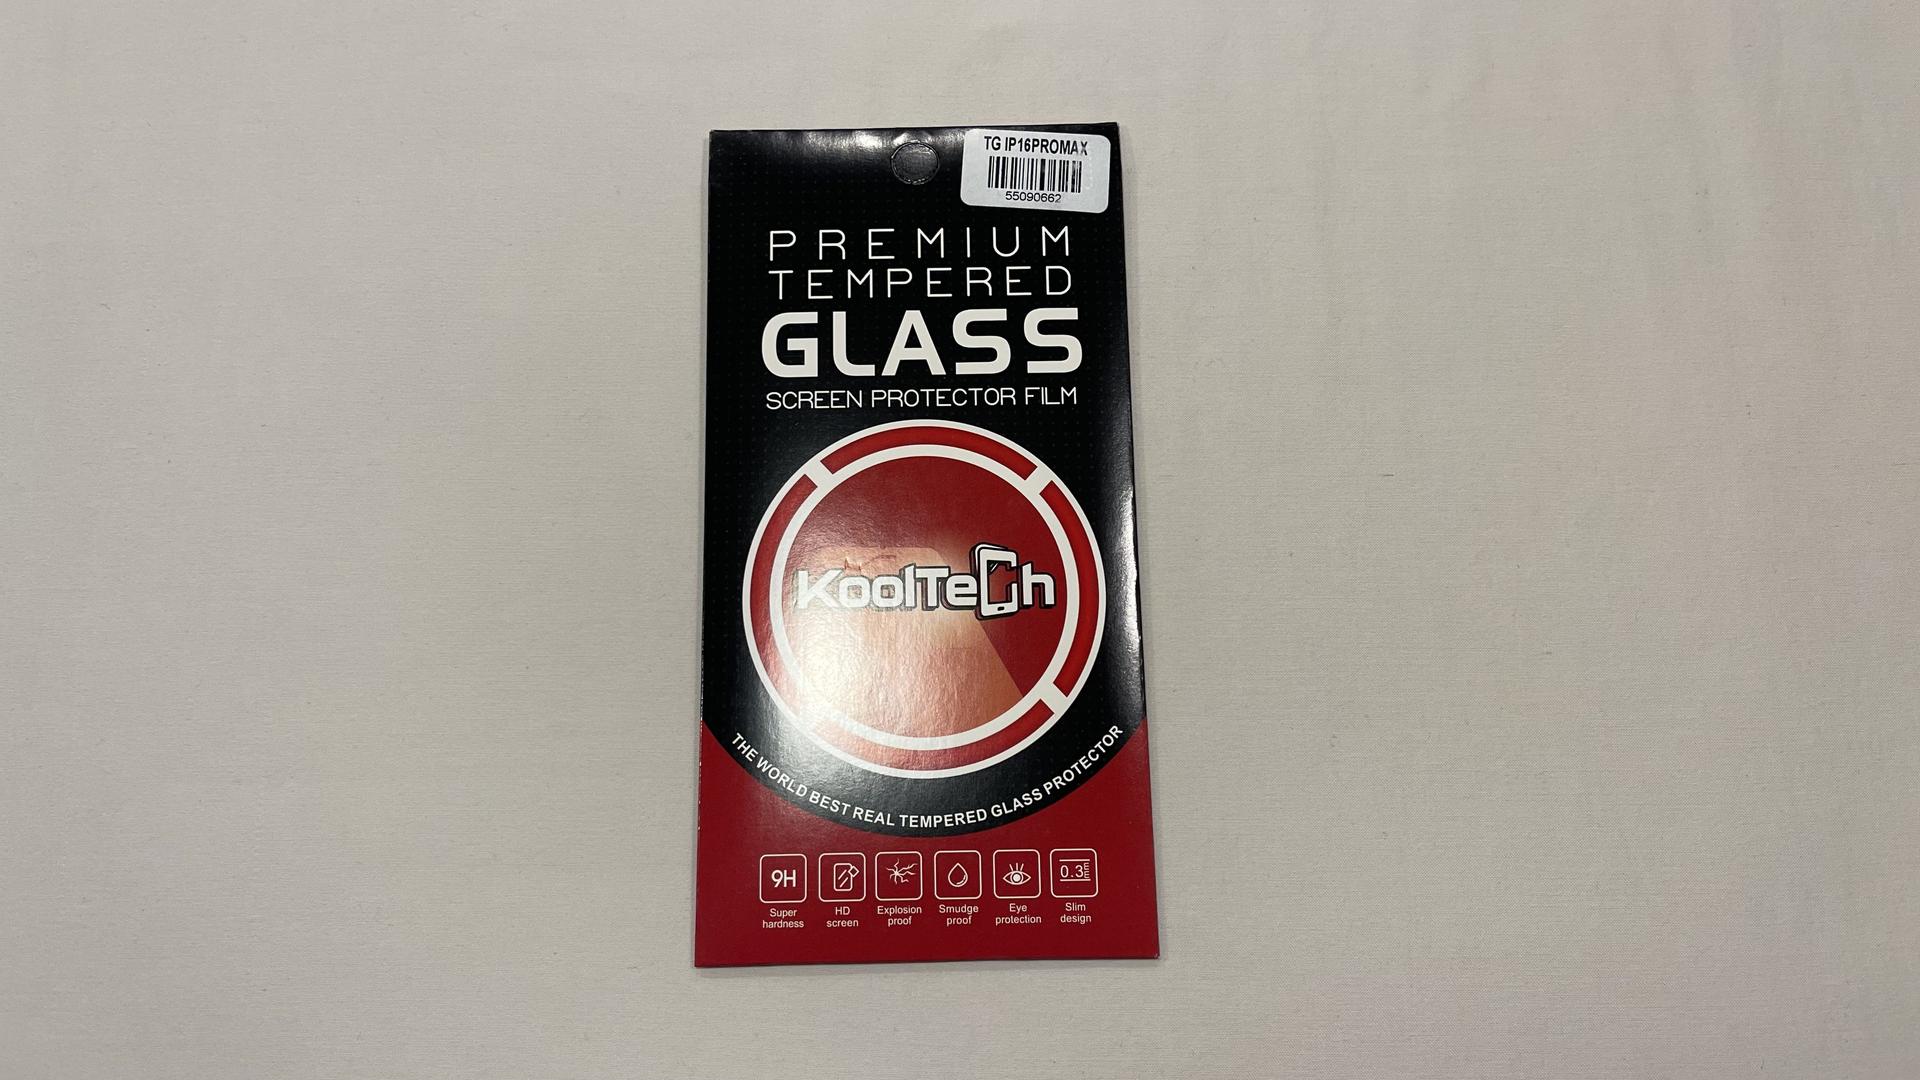 TG IP16PROMAX
55090662
PREMIUM
TEMPERED
GLASS
SCREEN PROTECTOR FILM
KoolTech
THE WORLD BEST REAL TEMPERED GLASS PROTECTOR
9H
Super
hardness
HD
screen
Explosion
proof
Smudge
proof
Eye
protection
0.3
Slim
design